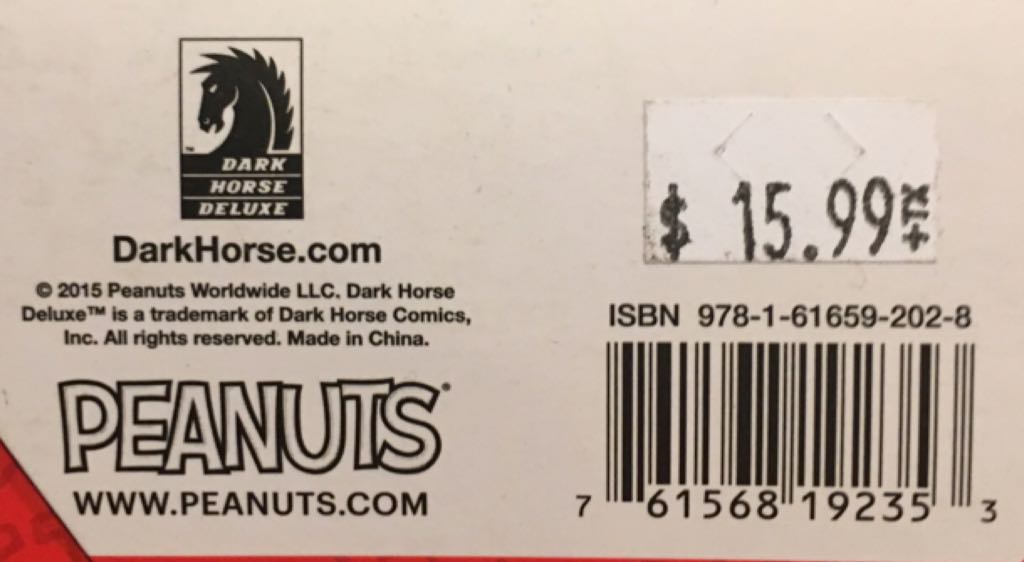 DARK
HORSE
DELUXE
DarkHorse.com
© 2015 Peanuts Worldwide LLC. Dark Horse
Deluxe™ is a trademark of Dark Horse Comics,
Inc. All rights reserved. Made in China.
PEANUTS®
WWW.PEANUTS.COM
$ 15.99
ISBN 978-1-61659-202-8
7 61568 19235 3